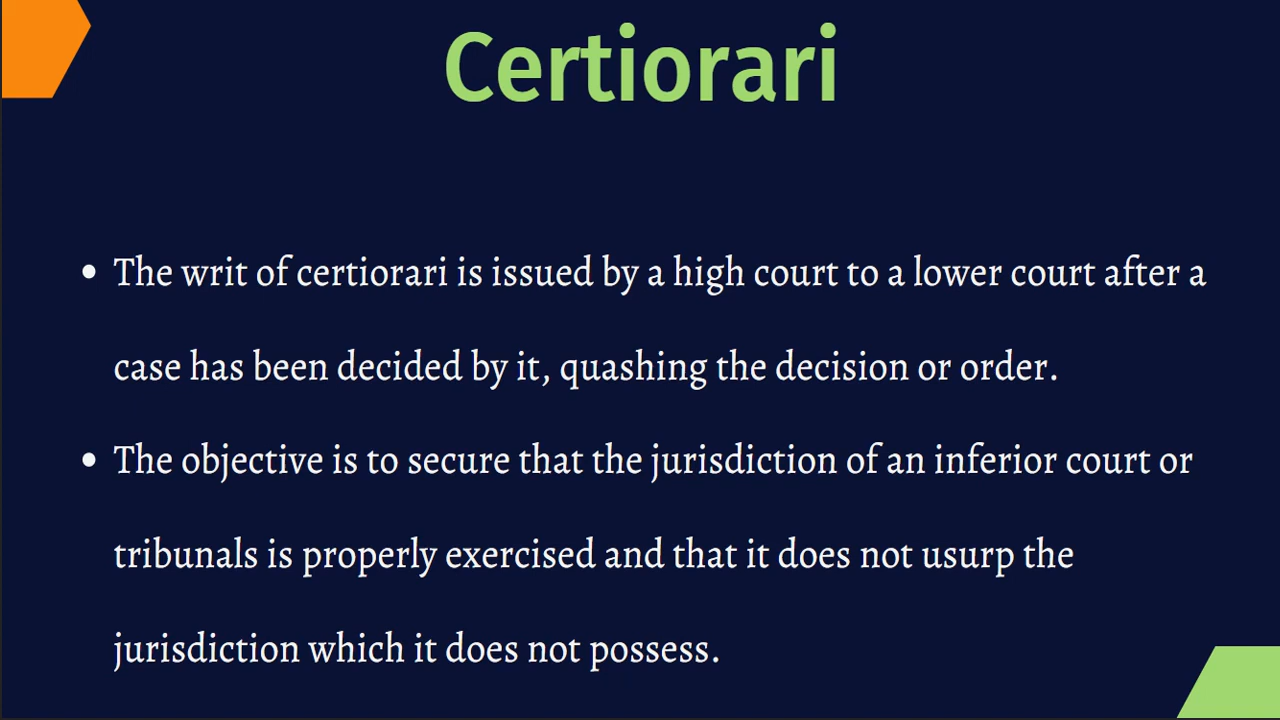 Certiorari
• The writ of certiorari is issued by a high court to a lower court after a
case has been decided by it, quashing the decision or order.
• The objective is to secure that the jurisdiction of an inferior court or
tribunals is properly exercised and that it does not usurp the
jurisdiction which it does not possess.